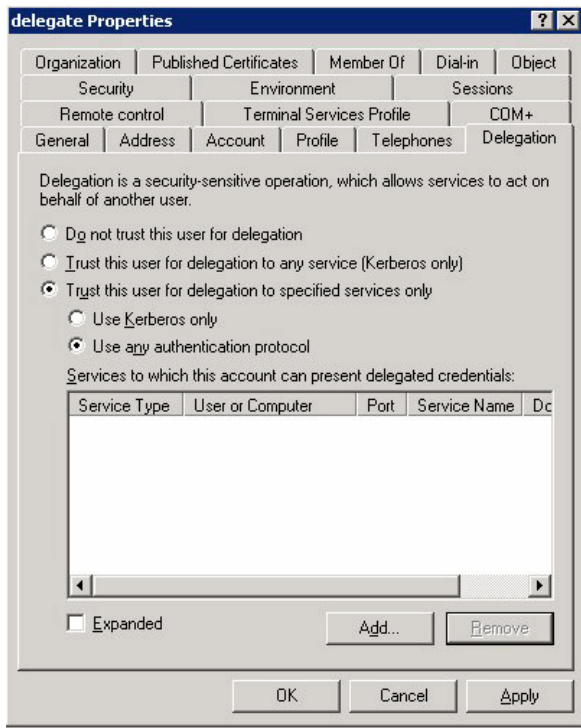 delegate Properties
Organization Published Certificates Member Of Dial-in Object
Security Environment Sessions
Remote control Terminal Services Profile COM+
General Address Account Profile Telephones Delegation
Delegation is a security-sensitive operation, which allows services to act on
behalf of another user.
Do not trust this user for delegation
Trust this user for delegation to any service (Kerberos only)
Trust this user for delegation to specified services only
Use Kerberos only
Use any authentication protocol
Services to which this account can present delegated credentials:
Service Type User or Computer Port Service Name Dc
Expanded Add... Remove
OK Cancel Apply